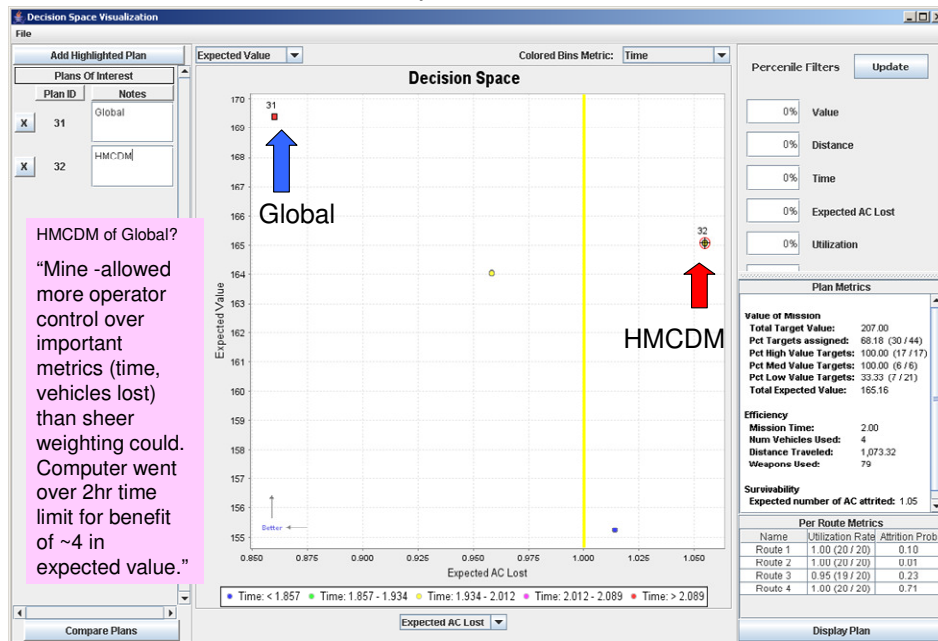 Decision Space Visualization
File
Add Highlighted Plan
Plans Of Interest
Plan ID
Notes
X
31
Global
X
32
HMCDM
HMCDM of Global?
“Mine -allowed
more operator
control over
important
metrics (time,
vehicles lost)
than sheer
weighting could.
Computer went
over 2hr time
limit for benefit
of ~4 in
expected value.”
Compare Plans
Expected Value
Colored Bins Metric:
Time
Decision Space
170
169
168
167
166
165
164
163
162
161
160
159
158
157
156
155
Expected Value
31
Global
32
HMCDM
Better
0.850
0.875
0.900
0.925
0.950
0.975
1.000
1.025
1.050
Expected AC Lost
Time: < 1.857
Time: 1.857 - 1.934
Time: 1.934 - 2.012
Time: 2.012 - 2.089
Time: > 2.089
Expected AC Lost
Percenile Filters
Update
0% Value
0% Distance
0% Time
0% Expected AC Lost
0% Utilization
Plan Metrics
Value of Mission
Total Target Value: 207.00
Pct Targets assigned: 68.18 (30 / 44)
Pct High Value Targets: 100.00 (17 / 17)
Pct Med Value Targets: 100.00 (6 / 6)
Pct Low Value Targets: 33.33 (7 / 21)
Total Expected Value: 165.16
Efficiency
Mission Time: 2.00
Num Vehicles Used: 4
Distance Traveled: 1,073.32
Weapons Used: 79
Survivability
Expected number of AC attrited: 1.05
Per Route Metrics
Name Utilization Rate Attrition Prob
Route 1 1.00 (20 / 20) 0.10
Route 2 1.00 (20 / 20) 0.01
Route 3 0.95 (19 / 20) 0.23
Route 4 1.00 (20 / 20) 0.71
Display Plan